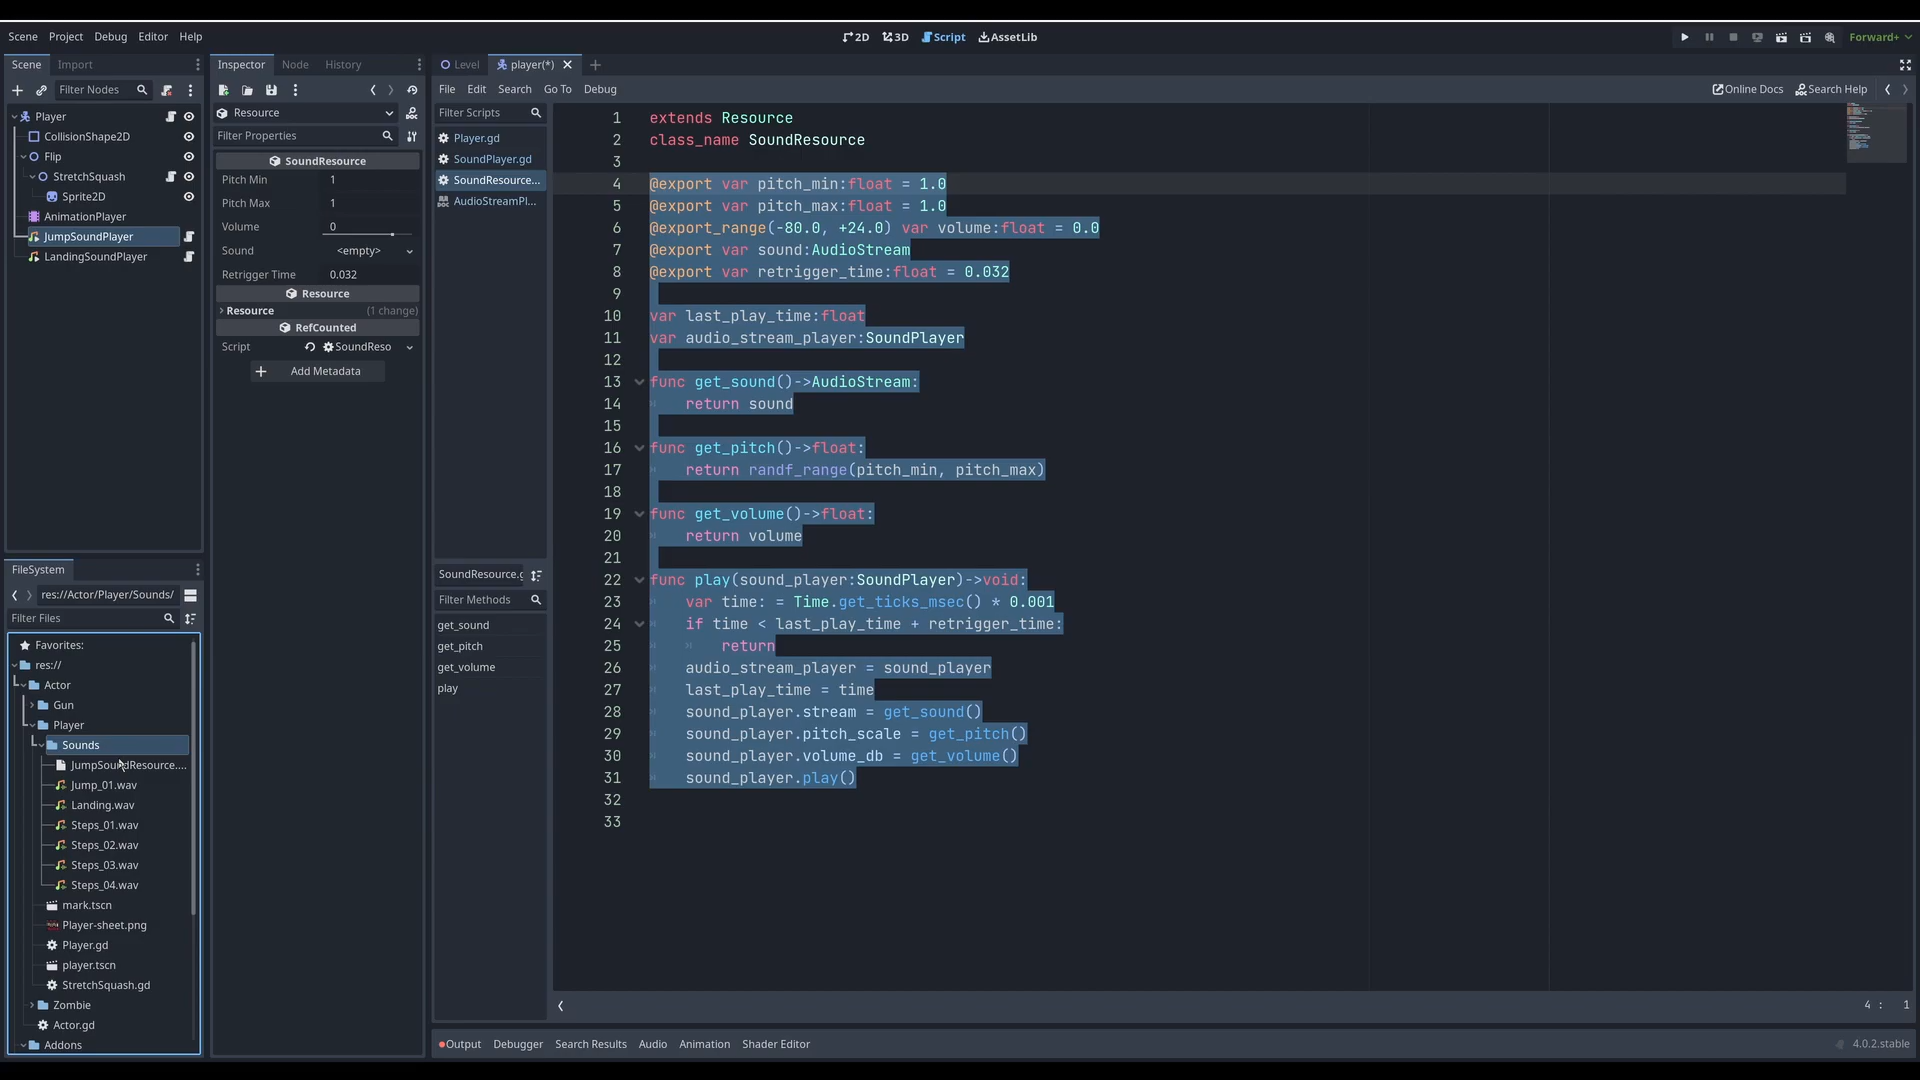 Scene Project Debug Editor Help
2D 3D Script AssetLib
Forward+
Scene Import
Filter Nodes
Player
CollisionShape2D
Flip
StretchSquash
Sprite2D
AnimationPlayer
JumpSoundPlayer
LandingSoundPlayer
FileSystem
res://Actor/Player/Sounds/
Filter Files
Favorites:
res://
Actor
Gun
Player
Sounds
JumpSoundResource....
Jump_01.wav
Landing.wav
Steps_01.wav
Steps_02.wav
Steps_03.wav
Steps_04.wav
mark.tscn
Player-sheet.png
Player.gd
player.tscn
StretchSquash.gd
Zombie
Actor.gd
Addons
Inspector Node History
Resource
Filter Properties
SoundResource
Pitch Min 1
Pitch Max 1
Volume 0
Sound <empty>
Retrigger Time 0.032
Resource
Resource (1 change)
RefCounted
Script SoundReso
Add Metadata
Level player(*)
File Edit Search Go To Debug
Online Docs Search Help
Filter Scripts
Player.gd
SoundPlayer.gd
SoundResource...
AudioStreamPl...
SoundResource.g
Filter Methods
get_sound
get_pitch
get_volume
play
1 extends Resource
2 class_name SoundResource
3
4 @export var pitch_min:float = 1.0
5 @export var pitch_max:float = 1.0
6 @export_range(-80.0, +24.0) var volume:float = 0.0
7 @export var sound:AudioStream
8 @export var retrigger_time:float = 0.032
9
10 var last_play_time:float
11 var audio_stream_player:SoundPlayer
12
13 func get_sound()->AudioStream:
14 return sound
15
16 func get_pitch()->float:
17 return randf_range(pitch_min, pitch_max)
18
19 func get_volume()->float:
20 return volume
21
22 func play(sound_player:SoundPlayer)->void:
23 var time: = Time.get_ticks_msec() * 0.001
24 if time < last_play_time + retrigger_time:
25 return
26 audio_stream_player = sound_player
27 last_play_time = time
28 sound_player.stream = get_sound()
29 sound_player.pitch_scale = get_pitch()
30 sound_player.volume_db = get_volume()
31 sound_player.play()
32
33
4 : 1
Output Debugger Search Results Audio Animation Shader Editor
4.0.2.stable